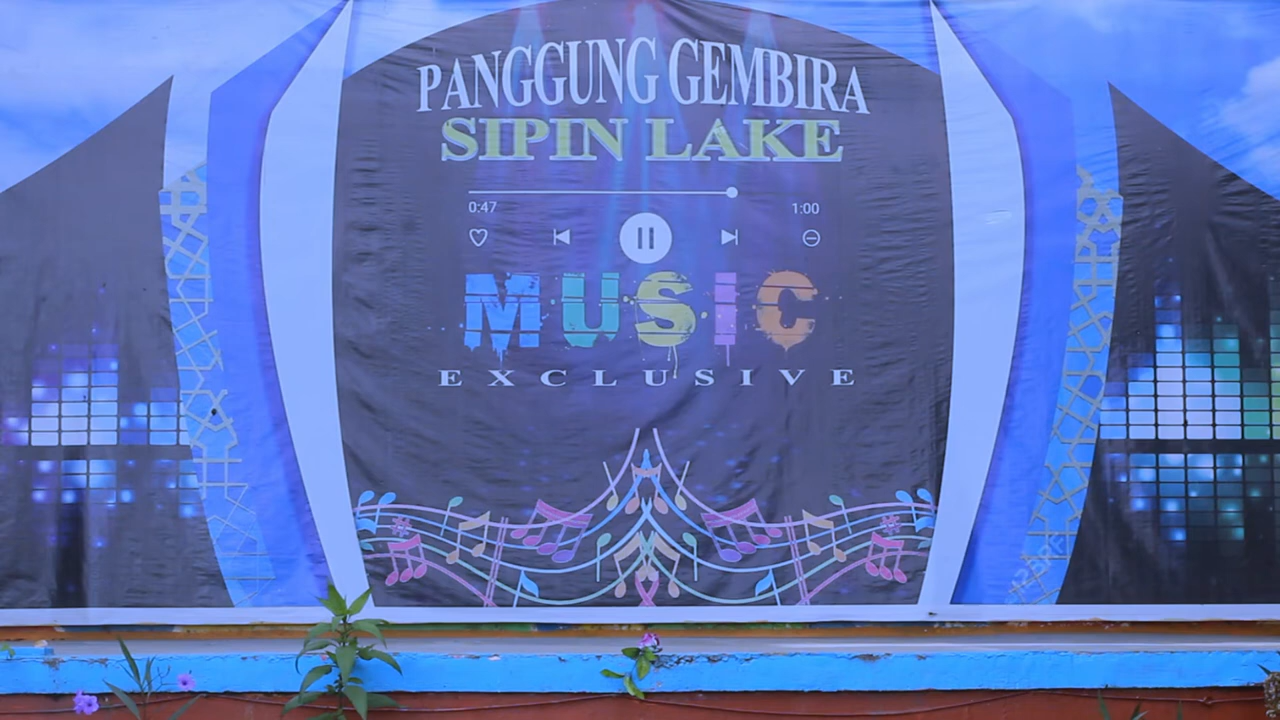 PANGGUNG GEMBIRA
SIPIN LAKE
0:47 1:00
MUSIC
EXCLUSIVE